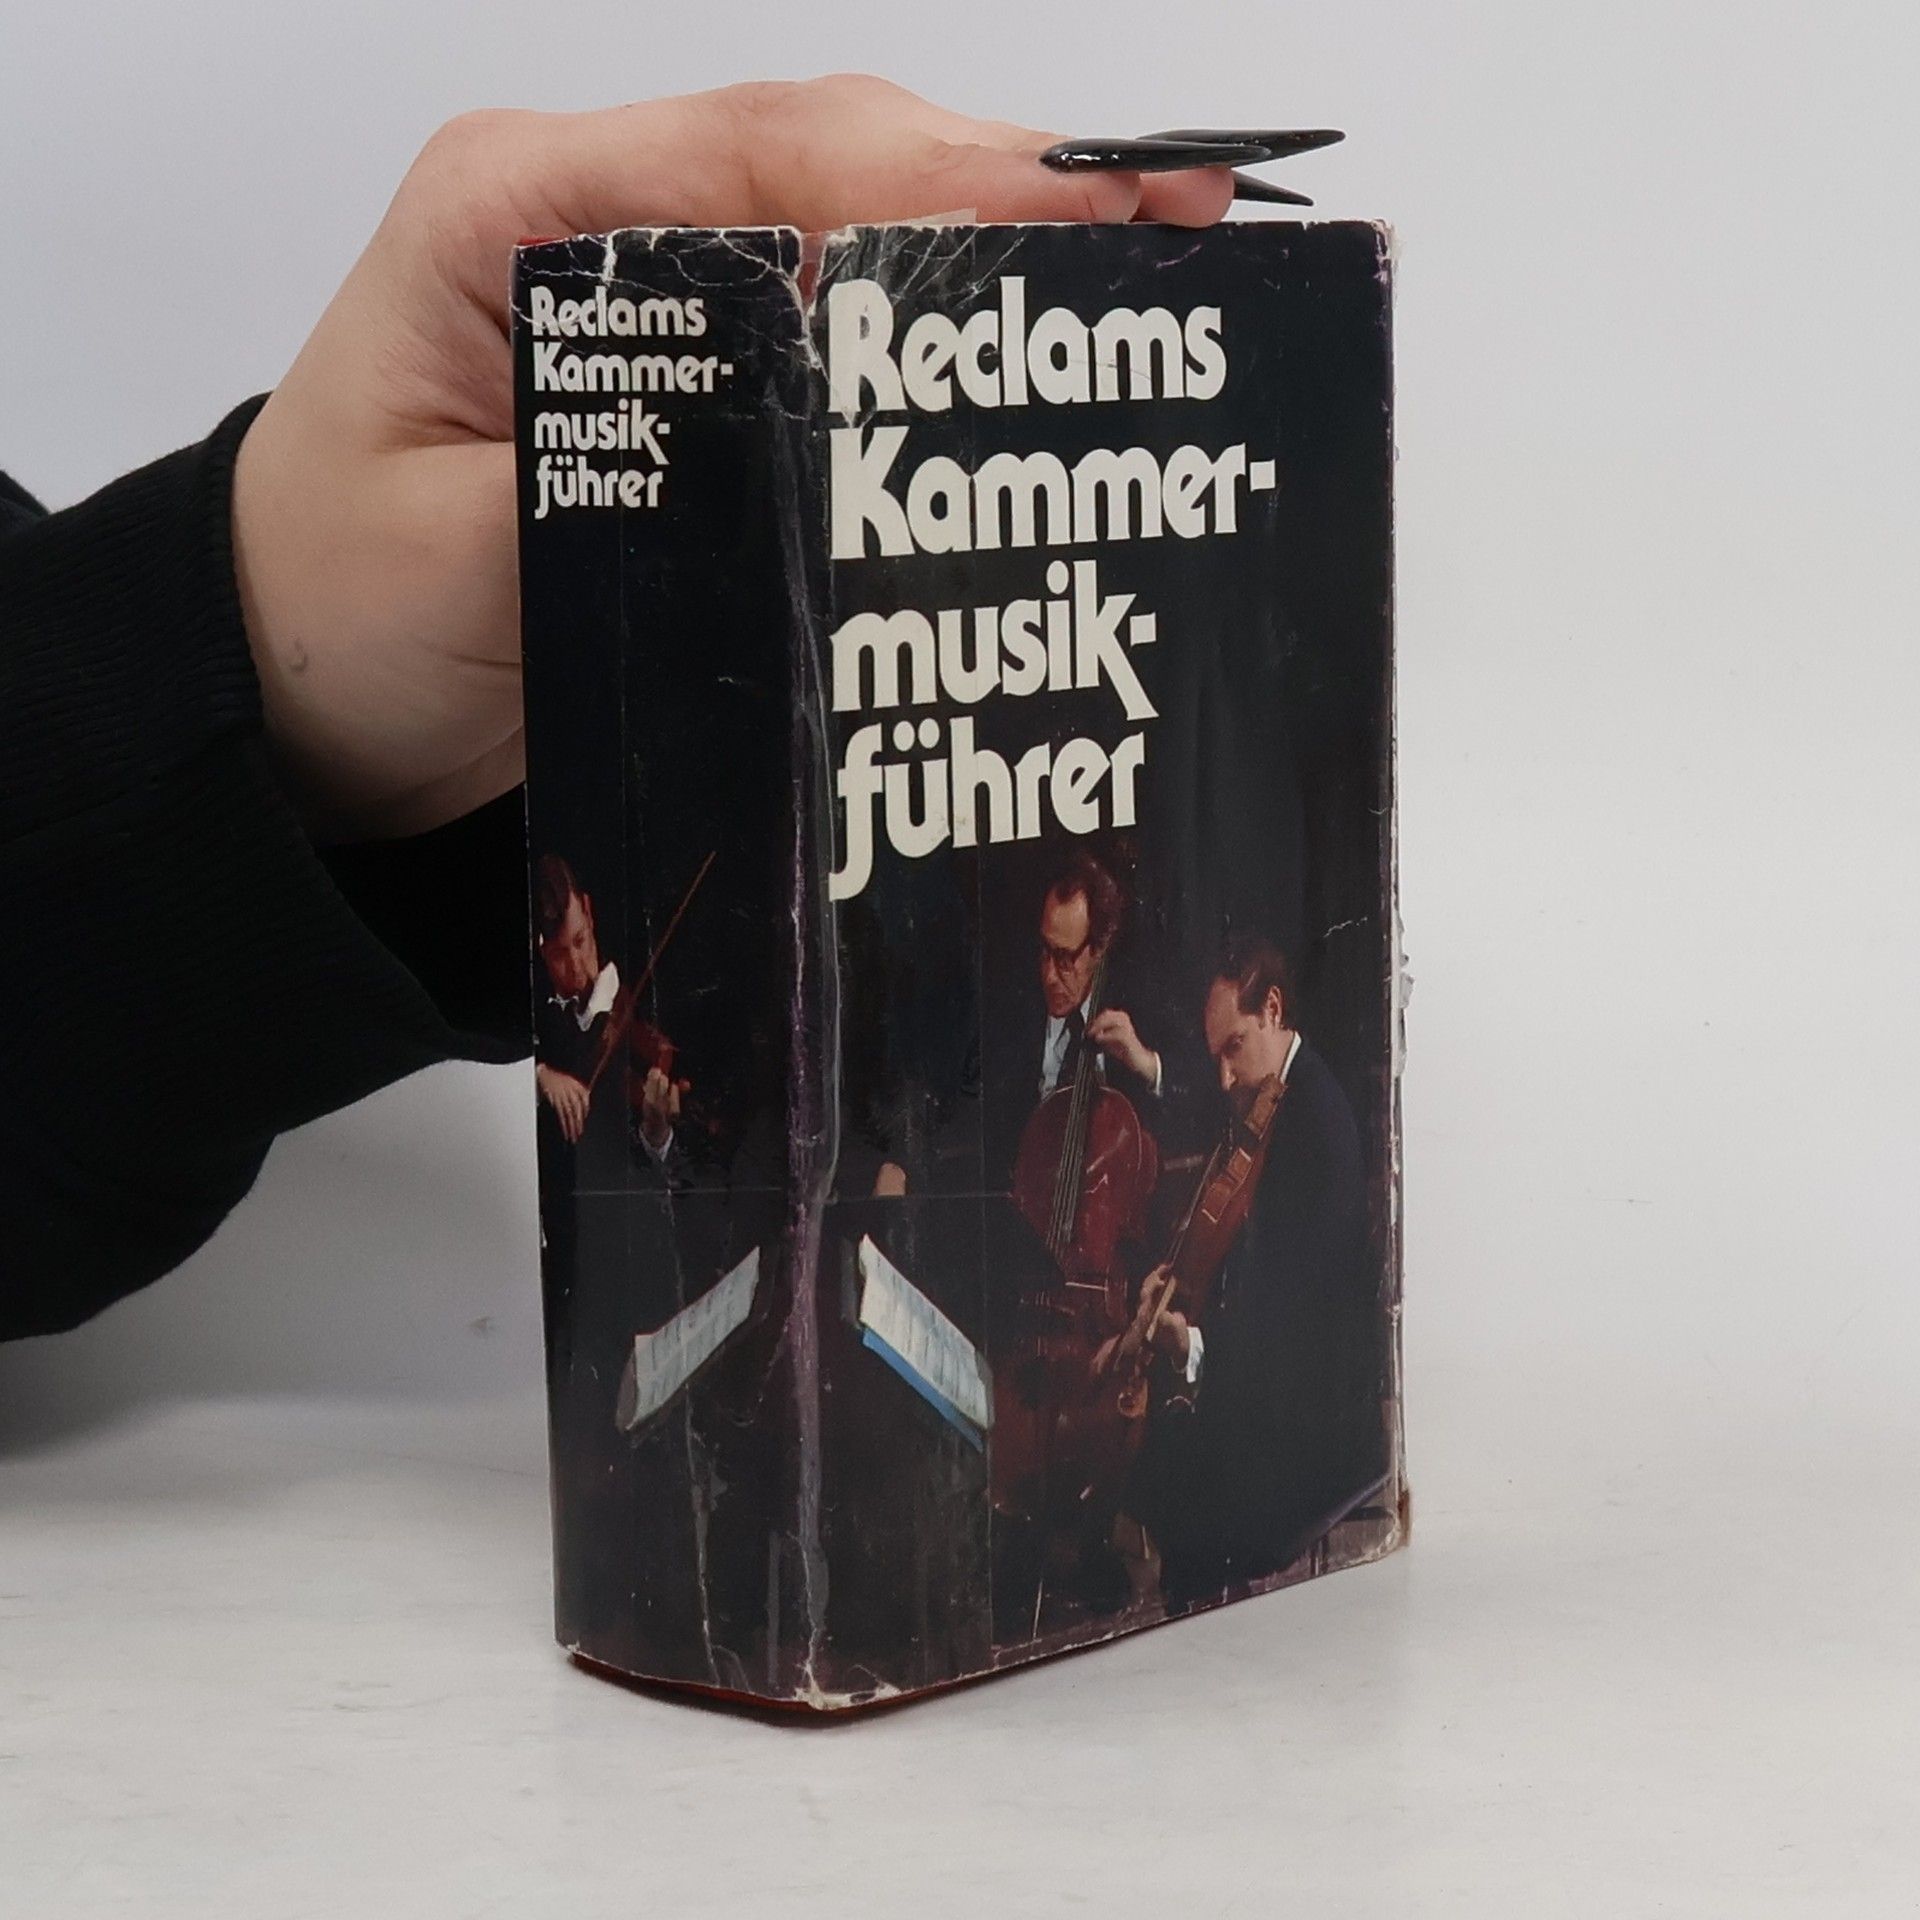 Reclams
Kammer-
musik-
führer
Reclams
Kammer-
musik-
führer